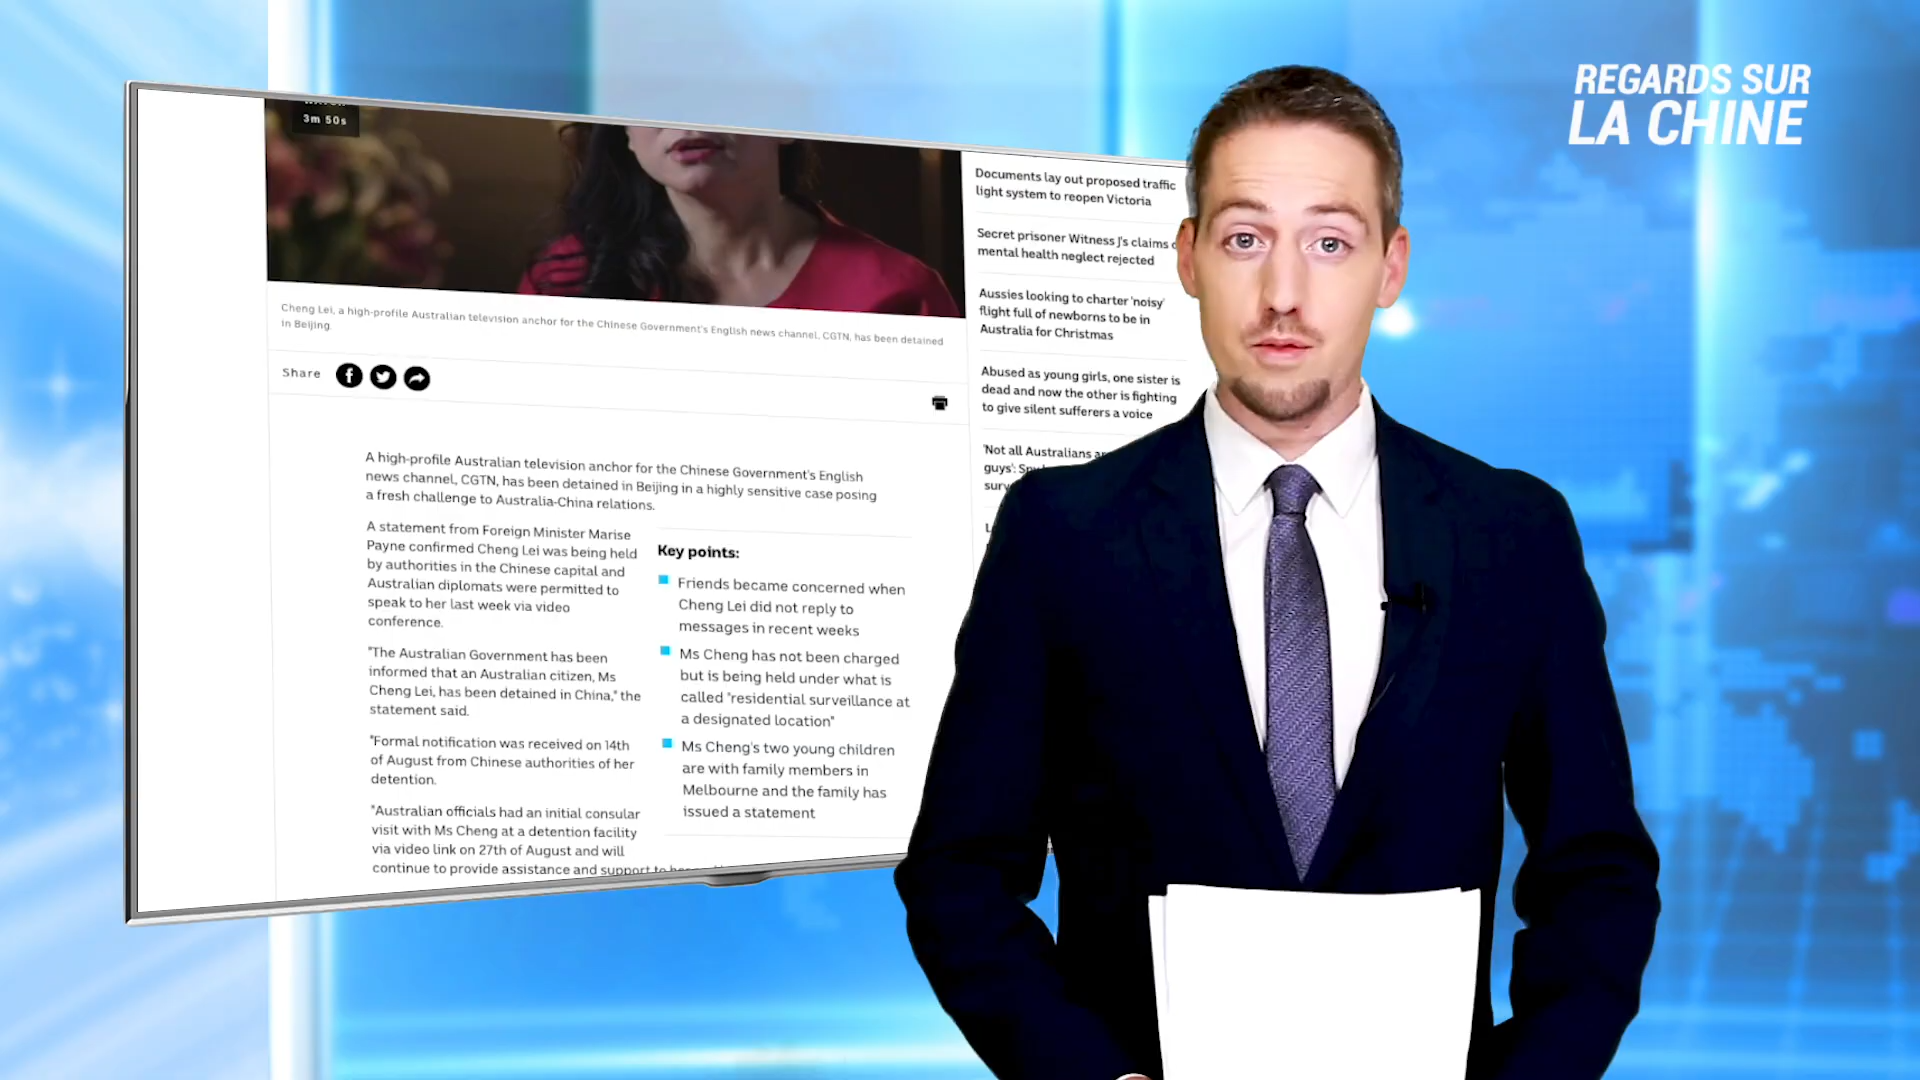 REGARDS SUR
LA CHINE
3m 50s
Cheng Lei, a high-profile Australian television anchor for the Chinese Government's English news channel, CGTN, has been detained
in Beijing.
Share
A high-profile Australian television anchor for the Chinese Government's English
news channel, CGTN, has been detained in Beijing in a highly sensitive case posing
a fresh challenge to Australia-China relations.
A statement from Foreign Minister Marise
Payne confirmed Cheng Lei was being held
by authorities in the Chinese capital and
Australian diplomats were permitted to
speak to her last week via video
conference.
"The Australian Government has been
informed that an Australian citizen, Ms
Cheng Lei, has been detained in China," the
statement said.
"Formal notification was received on 14th
of August from Chinese authorities of her
detention.
"Australian officials had an initial consular
visit with Ms Cheng at a detention facility
via video link on 27th of August and will
continue to provide assistance and support to
Key points:
Friends became concerned when
Cheng Lei did not reply to
messages in recent weeks
Ms Cheng has not been charged
but is being held under what is
called "residential surveillance at
a designated location"
Ms Cheng's two young children
are with family members in
Melbourne and the family has
issued a statement
Documents lay out proposed traffic
light system to reopen Victoria
Secret prisoner Witness J's claims
mental health neglect rejected
Aussies looking to charter 'noisy'
flight full of newborns to be in
Australia for Christmas
Abused as young girls, one sister is
dead and now the other is fighting
to give silent sufferers a voice
'Not all Australians
guys':